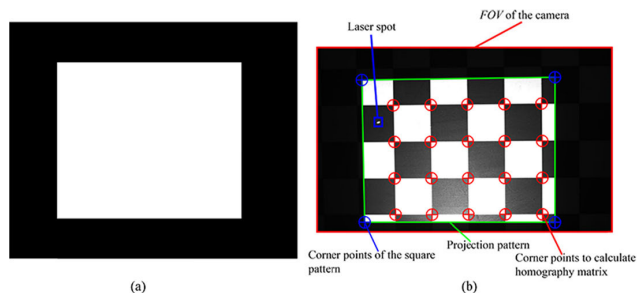 FOV of the camera
Laser spot
Corner points of the square
pattern
Projection pattern
Corner points to calculate
homography matrix
(a)
(b)